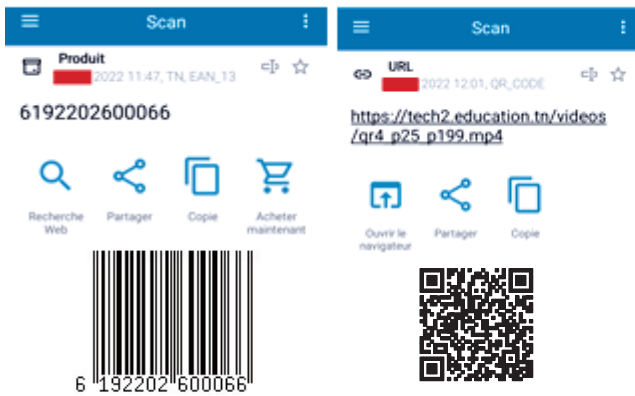 Scan
Produit
2022 11:47, TN, EAN_13
6192202600066
Recherche
Web
Partager
Copie
Acheter
maintenant
6 192202 600066
Scan
URL
2022 12:01, QR_CODE
https://tech2.education.tn/videos
/qr4_p25_p199.mp4
Ouvrir le
navigateur
Partager
Copie